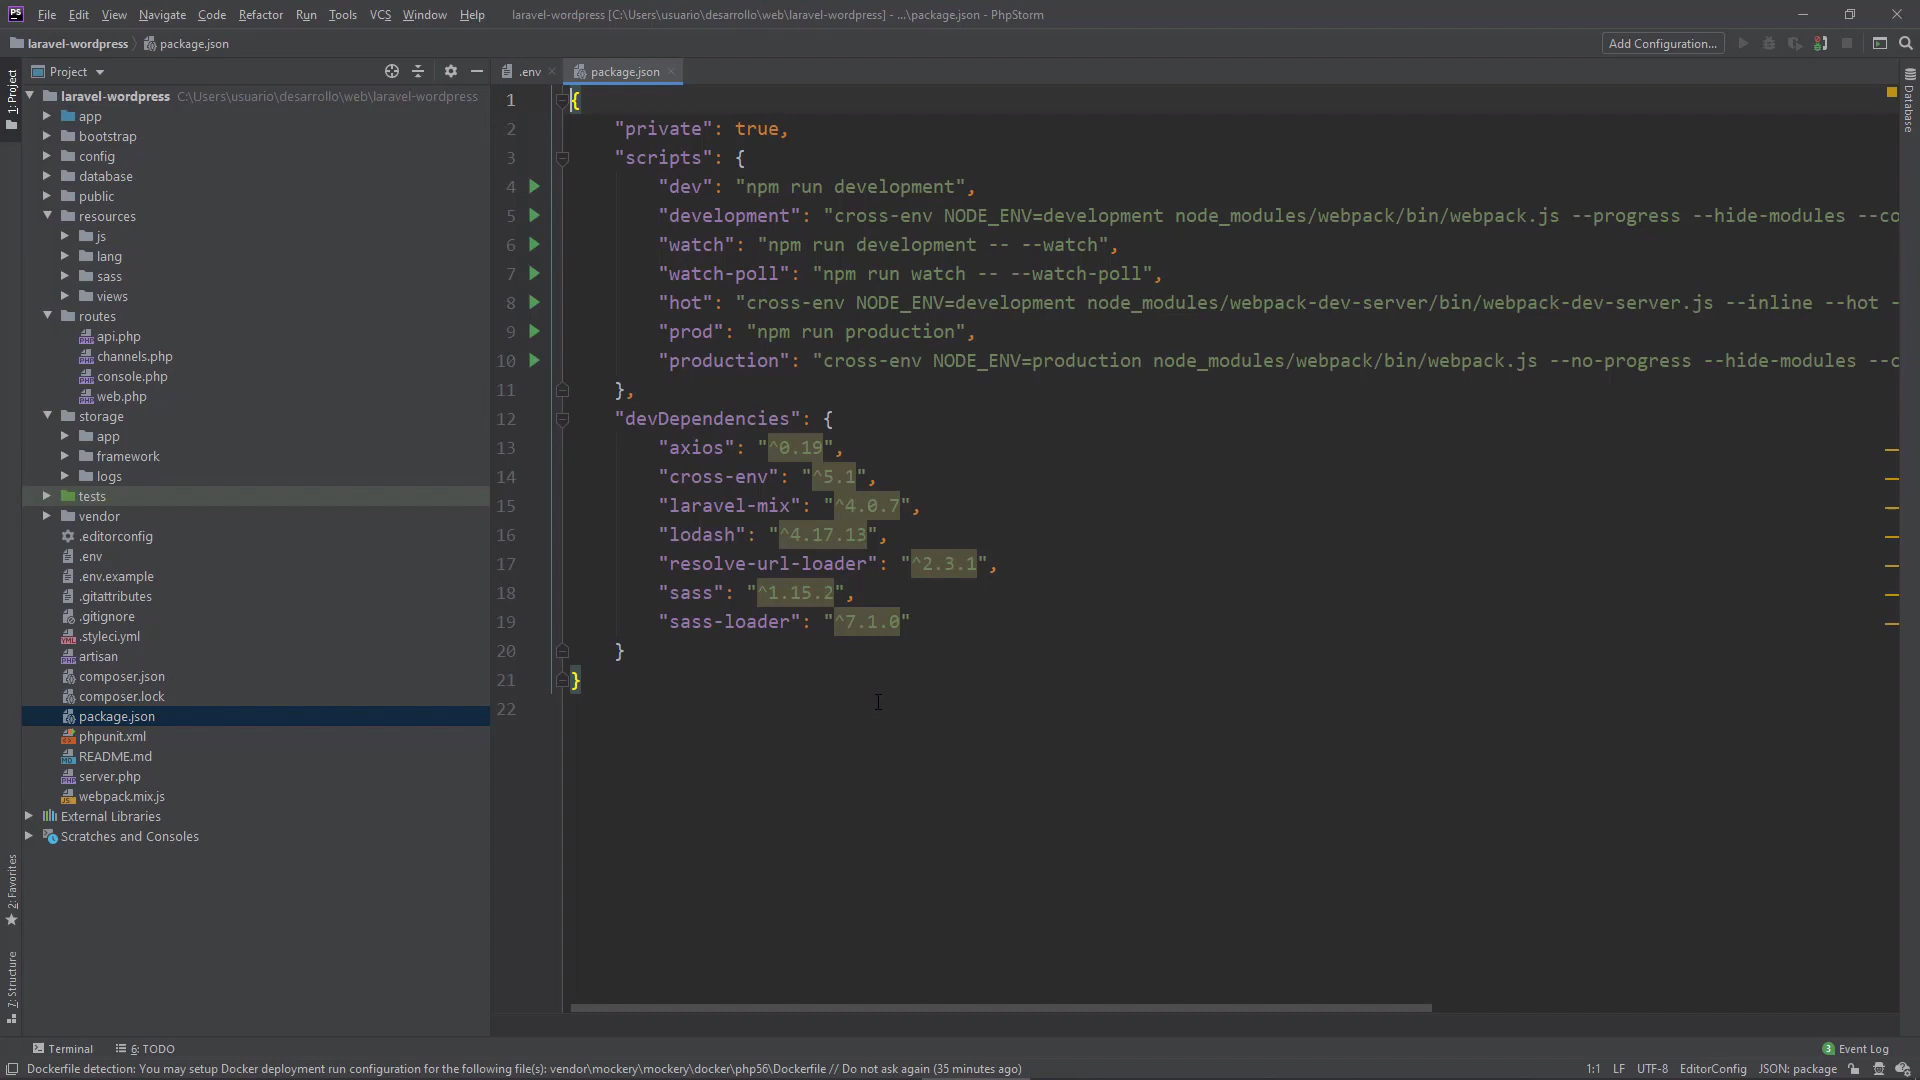 PS File Edit View Navigate Code Refactor Run Tools VCS Window Help laravel-wordpress [C:\Users\usuario\desarrollo\web\laravel-wordpress] - ...\package.json - PhpStorm
laravel-wordpress package.json Add Configuration...
1: Project
Project
.env package.json
laravel-wordpress C:\Users\usuario\desarrollo\web\laravel-wordpress
app
bootstrap
config
database
public
resources
js
lang
sass
views
routes
api.php
channels.php
console.php
web.php
storage
app
framework
logs
tests
vendor
.editorconfig
.env
.env.example
.gitattributes
.gitignore
.styleci.yml
artisan
composer.json
composer.lock
package.json
phpunit.xml
README.md
server.php
webpack.mix.js
External Libraries
Scratches and Consoles
1 {
2 "private": true,
3 "scripts": {
4 "dev": "npm run development",
5 "development": "cross-env NODE_ENV=development node_modules/webpack/bin/webpack.js --progress --hide-modules --co
6 "watch": "npm run development -- --watch",
7 "watch-poll": "npm run watch -- --watch-poll",
8 "hot": "cross-env NODE_ENV=development node_modules/webpack-dev-server/bin/webpack-dev-server.js --inline --hot -
9 "prod": "npm run production",
10 "production": "cross-env NODE_ENV=production node_modules/webpack/bin/webpack.js --no-progress --hide-modules --c
11 },
12 "devDependencies": {
13 "axios": "^0.19",
14 "cross-env": "^5.1",
15 "laravel-mix": "^4.0.7",
16 "lodash": "^4.17.13",
17 "resolve-url-loader": "^2.3.1",
18 "sass": "^1.15.2",
19 "sass-loader": "^7.1.0"
20 }
21 }
22
Database
2: Favorites
7: Structure
Terminal 6: TODO 3 Event Log
Dockerfile detection: You may setup Docker deployment run configuration for the following file(s): vendor\mockery\mockery\docker\php56\Dockerfile // Do not ask again (35 minutes ago) 1:1 LF UTF-8 EditorConfig JSON: package